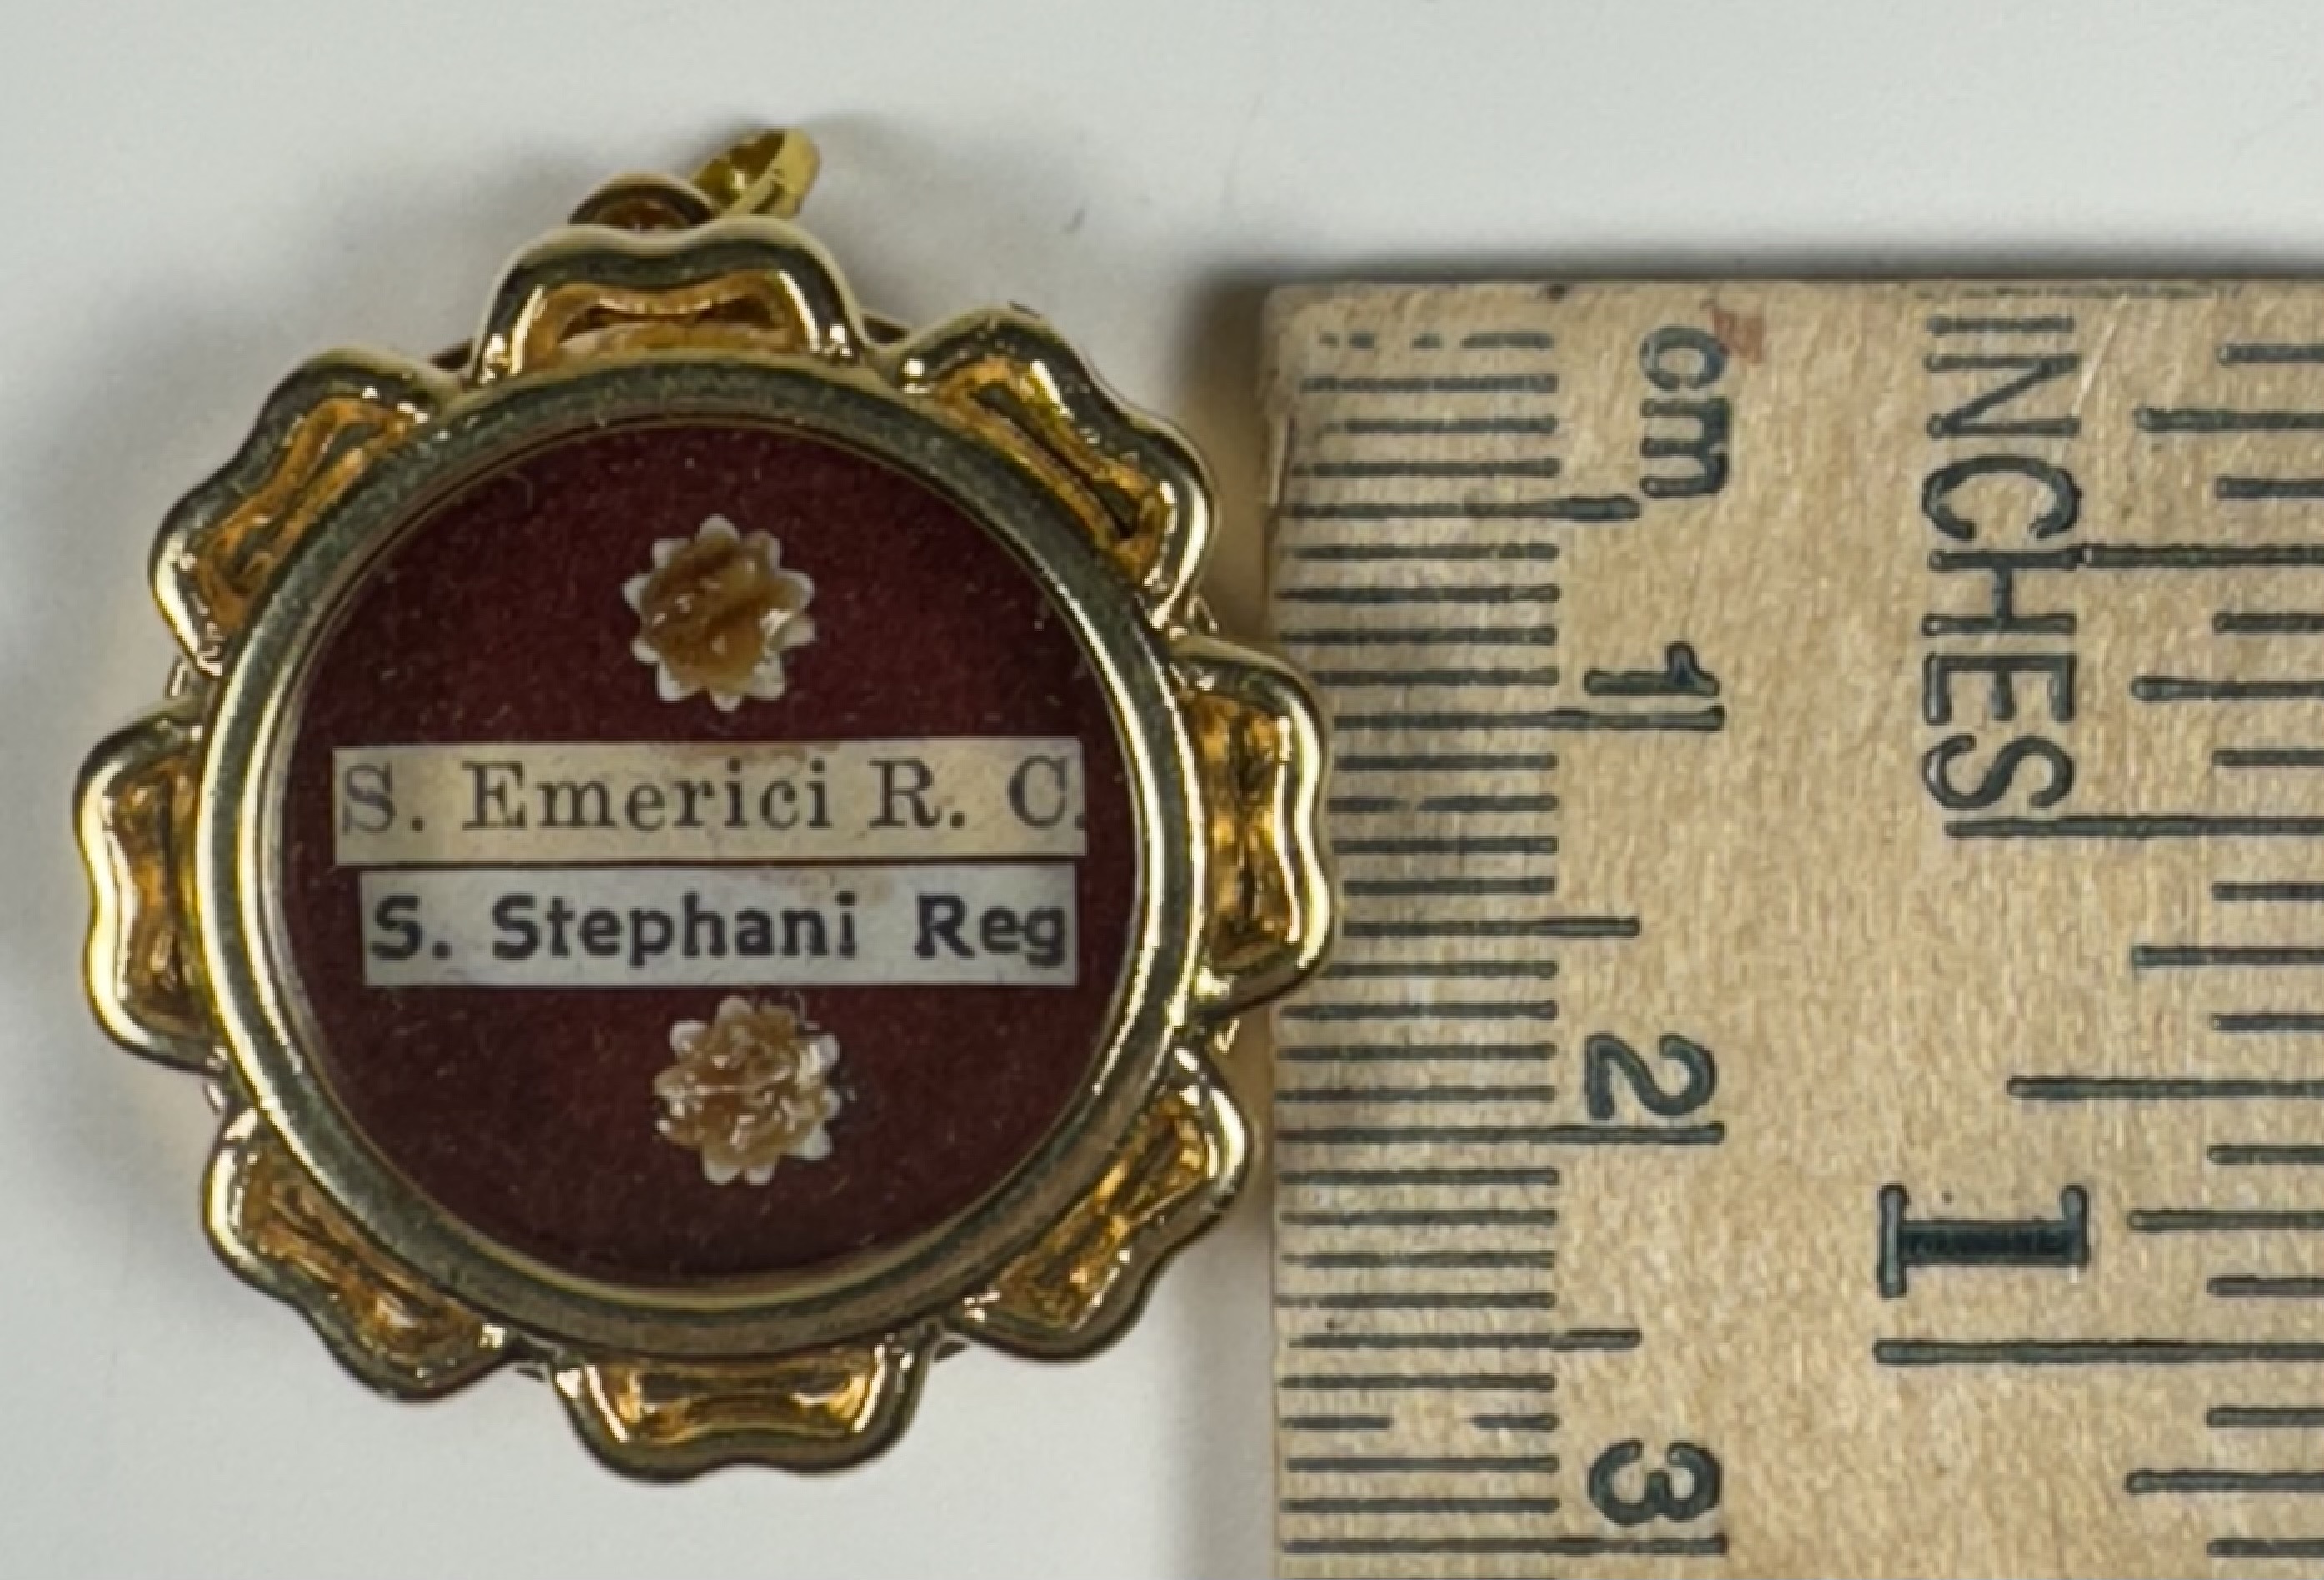 S. Emerici R. C.
S. Stephani Reg
cm
1
2
3
INCHES
1